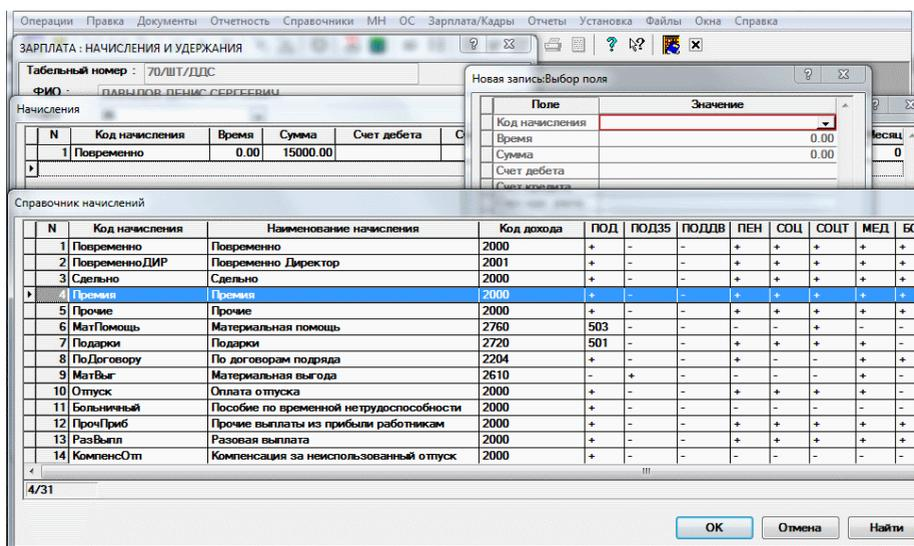 Операции Правка Документы Отчетность Справочники МН ОС Зарплата/Кадры Отчеты Установка Файлы Окна Справка
ЗАРПЛАТА : НАЧИСЛЕНИЯ И УДЕРЖАНИЯ
Табельный номер : 70/ШТ/ДДС
ФИО : ДАВЫДОВ ДЕНИС СЕРГЕЕВИЧ
Новая запись:Выбор поля
Поле Значение
Код начисления
Время 0.00
Сумма 0.00
Счет дебета
Счет кредита
Начисления
N Код начисления Время Сумма Счет дебета Месяц
1 Повременно 0.00 15000.00 0
Справочник начислений
N Код начисления Наименование начисления Код дохода ПОД ПОД35 ПОДДВ ПЕН СОЦ СОЦТ МЕД
1 Повременно Повременно 2000 + - - + + + + +
2 ПовременноДИР Повременно Директор 2001 + - - + + + + +
3 Сдельно Сдельно 2000 + - - + + + + +
4 Премия Премия 2000 + - - + + + + +
5 Прочие Прочие 2000 + - - + + + + +
6 МатПомощь Материальная помощь 2760 503 - - - - + - -
7 Подарки Подарки 2720 501 - - + + + + -
8 ПоДоговору По договорам подряда 2204 + - - + - - + +
9 МатВыг Материальная выгода 2610 - + - - - - + -
10 Отпуск Оплата отпуска 2000 + - - + + + + +
11 Больничный Пособие по временной нетрудоспособности 2000 + - - - - - - -
12 ПрочПриб Прочие выплаты из прибыли работникам 2000 + - - + + + + +
13 РазВыпл Разовая выплата 2000 + - - + + + + +
14 КомпенсОтп Компенсация за неиспользованный отпуск 2000 + - - - - + - -
4/31
OK Отмена Найти